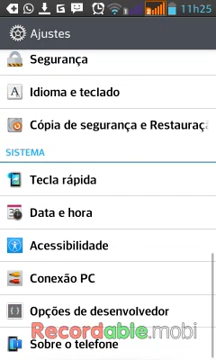 11h25
Ajustes
Segurança
Idioma e teclado
Cópia de segurança e Restauraç
SISTEMA
Tecla rápida
Data e hora
Acessibilidade
Conexão PC
Opções de desenvolvedor
Recordable.mobi
Sobre o telefone